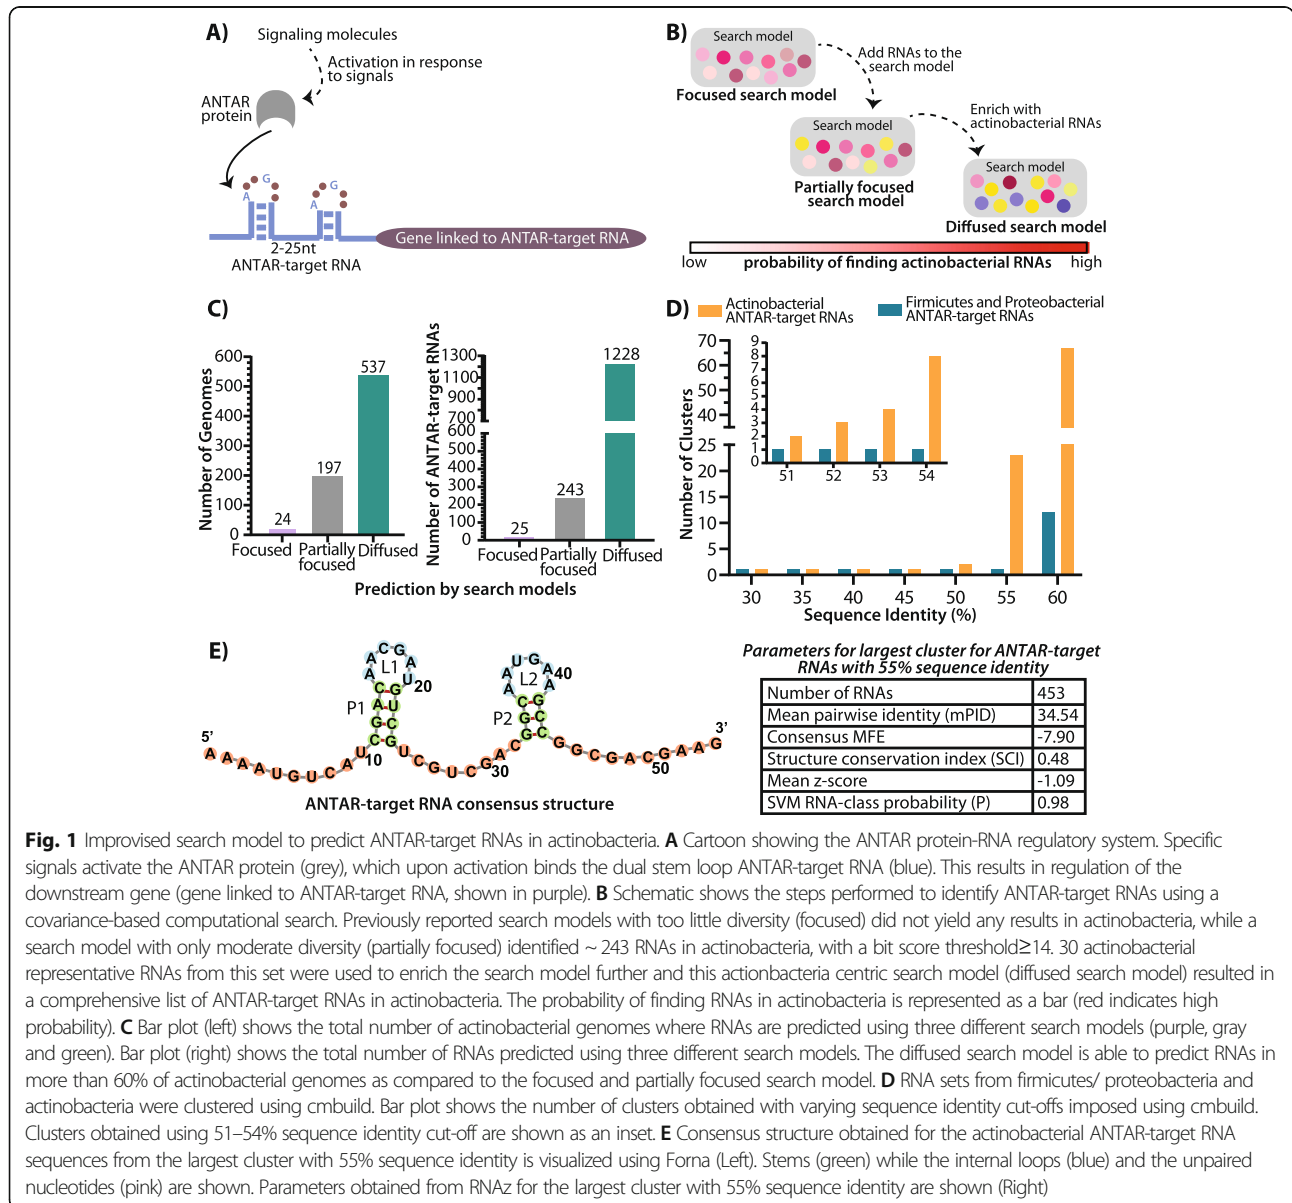 A)
Signaling molecules
Activation in response
to signals
ANTAR
protein
A
G
A
G
2-25nt
ANTAR-target RNA
Gene linked to ANTAR-target RNA
B)
Search model
Focused search model
Add RNAs to the
search model
Search model
Partially focused
search model
Enrich with
actinobacterial RNAs
Search model
Diffused search model
low
probability of finding actinobacterial RNAs
high
C)
Number of Genomes
600
500
400
300
200
100
0
24
197
537
Focused
Partially
focused
Diffused
Number of ANTAR-target RNAs
1300
1100
900
700
600
500
400
300
200
100
0
25
243
1228
Focused
Partially
focused
Diffused
Prediction by search models
D)
Actinobacterial
ANTAR-target RNAs
Firmicutes and Proteobacterial
ANTAR-target RNAs
Number of Clusters
70
60
50
40
25
20
15
10
5
0
9
8
7
6
5
4
3
2
1
0
51
52
53
54
30
35
40
45
50
55
60
Sequence Identity (%)
E)
5’
A A A A U G U C A U C G A C A A C G A U G U C G U C G U C G A C G G C A A U G A A G C C G G C G A C G A A G
3’
P1
L1
P2
L2
10
20
30
40
50
ANTAR-target RNA consensus structure
Parameters for largest cluster for ANTAR-target
RNAs with 55% sequence identity
Number of RNAs 453
Mean pairwise identity (mPID) 34.54
Consensus MFE -7.90
Structure conservation index (SCI) 0.48
Mean z-score -1.09
SVM RNA-class probability (P) 0.98
Fig. 1 Improvised search model to predict ANTAR-target RNAs in actinobacteria. A Cartoon showing the ANTAR protein-RNA regulatory system. Specific
signals activate the ANTAR protein (grey), which upon activation binds the dual stem loop ANTAR-target RNA (blue). This results in regulation of the
downstream gene (gene linked to ANTAR-target RNA, shown in purple). B Schematic shows the steps performed to identify ANTAR-target RNAs using a
covariance-based computational search. Previously reported search models with too little diversity (focused) did not yield any results in actinobacteria, while a
search model with only moderate diversity (partially focused) identified ~ 243 RNAs in actinobacteria, with a bit score threshold≥14. 30 actinobacterial
representative RNAs from this set were used to enrich the search model further and this actionbacteria centric search model (diffused search model) resulted in
a comprehensive list of ANTAR-target RNAs in actinobacteria. The probability of finding RNAs in actinobacteria is represented as a bar (red indicates high
probability). C Bar plot (left) shows the total number of actinobacterial genomes where RNAs are predicted using three different search models (purple, gray
and green). Bar plot (right) shows the total number of RNAs predicted using three different search models. The diffused search model is able to predict RNAs in
more than 60% of actinobacterial genomes as compared to the focused and partially focused search model. D RNA sets from firmicutes/ proteobacteria and
actinobacteria were clustered using cmbuild. Bar plot shows the number of clusters obtained with varying sequence identity cut-offs imposed using cmbuild.
Clusters obtained using 51–54% sequence identity cut-off are shown as an inset. E Consensus structure obtained for the actinobacterial ANTAR-target RNA
sequences from the largest cluster with 55% sequence identity is visualized using Forna (Left). Stems (green) while the internal loops (blue) and the unpaired
nucleotides (pink) are shown. Parameters obtained from RNAz for the largest cluster with 55% sequence identity are shown (Right)